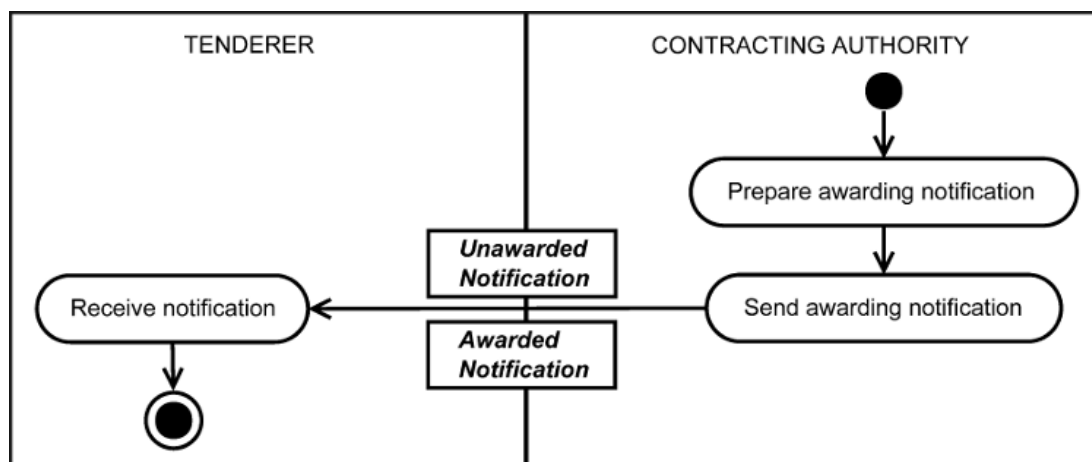 TENDERER
CONTRACTING AUTHORITY
Prepare awarding notification
Unawarded
Notification
Receive notification
Send awarding notification
Awarded
Notification